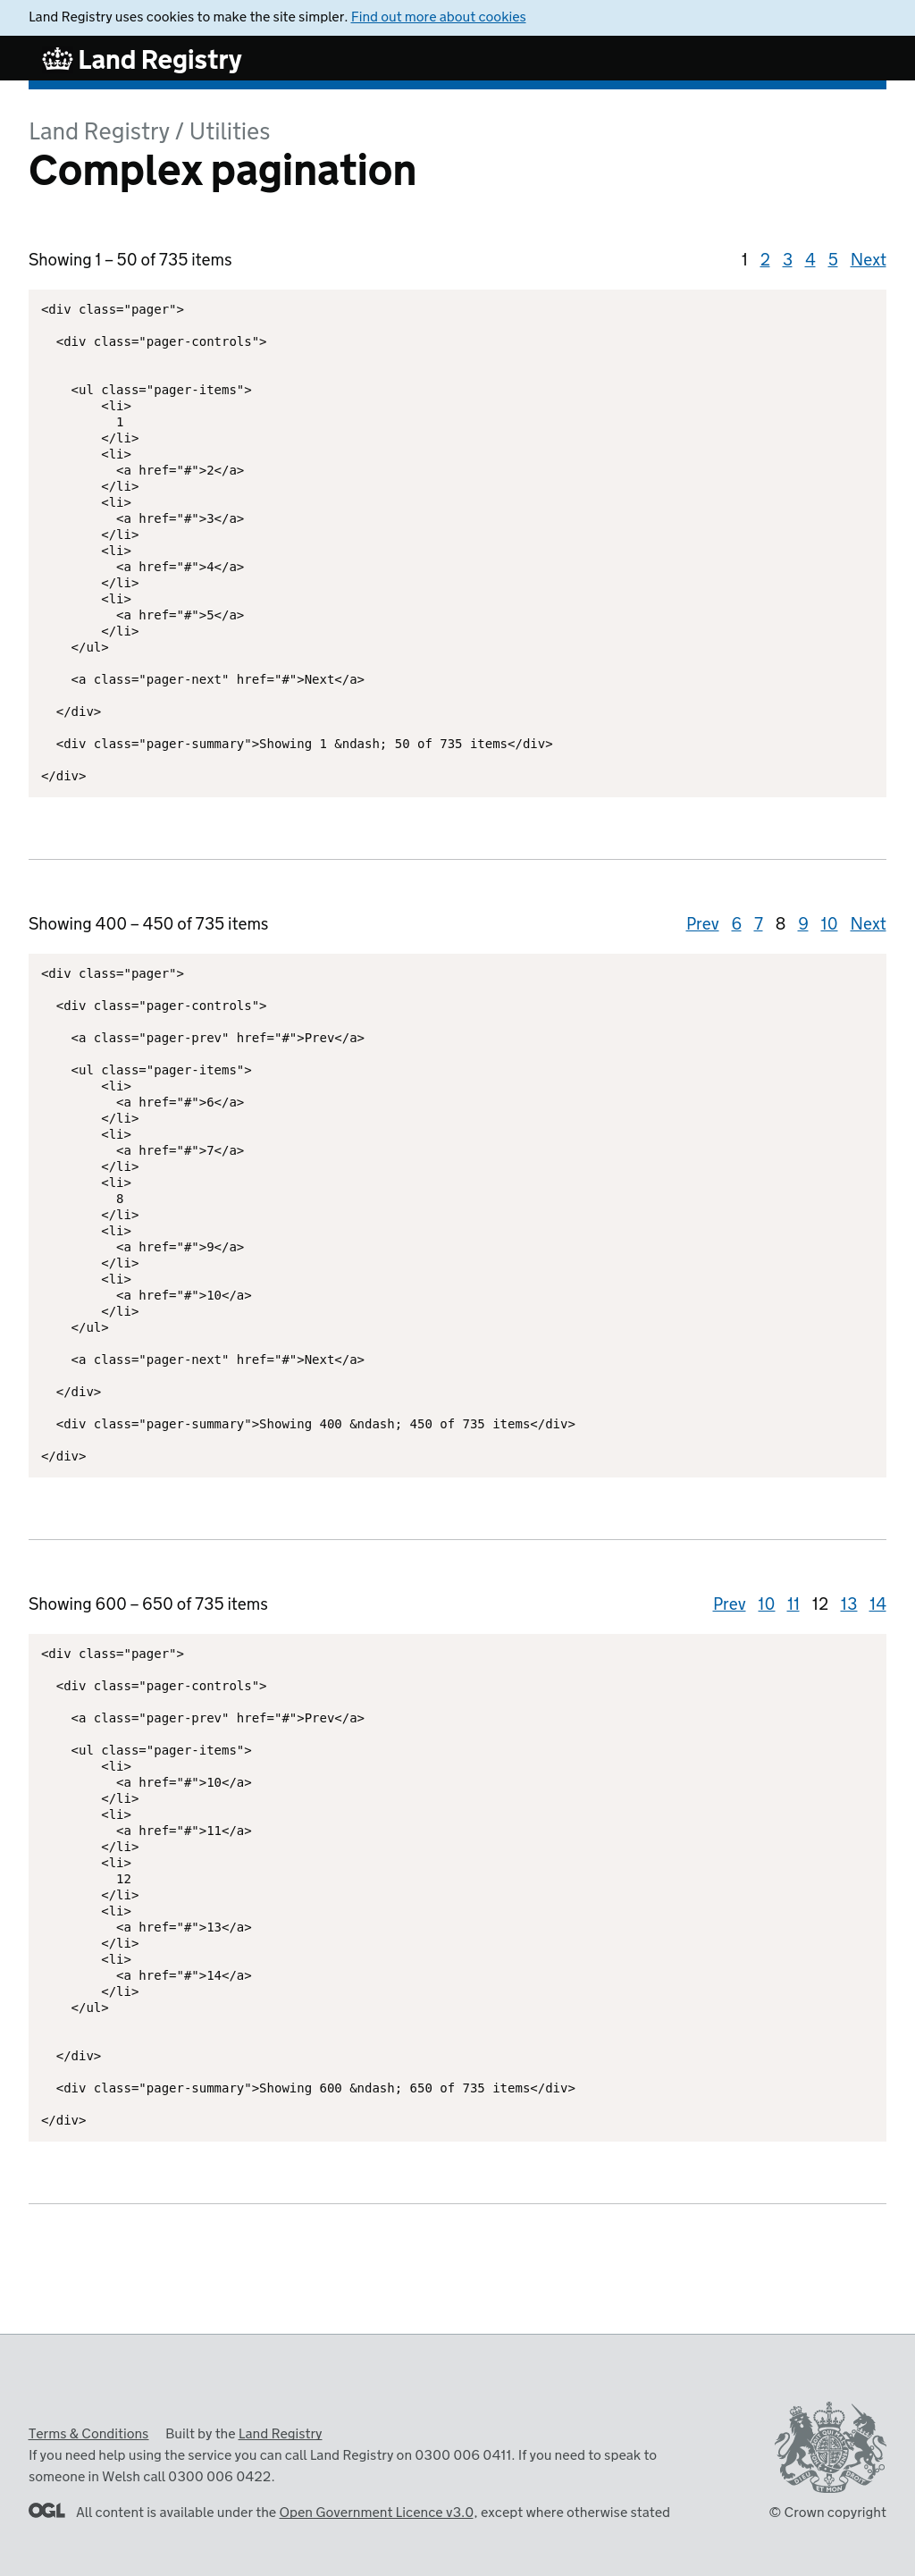 Land Registry uses cookies to make the site simpler. Find out more about cookies
Land Registry
Land Registry / Utilities
Complex pagination
Showing 1 – 50 of 735 items
1 2 3 4 5 Next
<div class="pager">
<div class="pager-controls">
<ul class="pager-items">
<li>
1
</li>
<li>
<a href="#">2</a>
</li>
<li>
<a href="#">3</a>
</li>
<li>
<a href="#">4</a>
</li>
<li>
<a href="#">5</a>
</li>
</ul>
<a class="pager-next" href="#">Next</a>
</div>
<div class="pager-summary">Showing 1 &ndash; 50 of 735 items</div>
</div>
Showing 400 – 450 of 735 items
Prev 6 7 8 9 10 Next
<div class="pager">
<div class="pager-controls">
<a class="pager-prev" href="#">Prev</a>
<ul class="pager-items">
<li>
<a href="#">6</a>
</li>
<li>
<a href="#">7</a>
</li>
<li>
8
</li>
<li>
<a href="#">9</a>
</li>
<li>
<a href="#">10</a>
</li>
</ul>
<a class="pager-next" href="#">Next</a>
</div>
<div class="pager-summary">Showing 400 &ndash; 450 of 735 items</div>
</div>
Showing 600 – 650 of 735 items
Prev 10 11 12 13 14
<div class="pager">
<div class="pager-controls">
<a class="pager-prev" href="#">Prev</a>
<ul class="pager-items">
<li>
<a href="#">10</a>
</li>
<li>
<a href="#">11</a>
</li>
<li>
12
</li>
<li>
<a href="#">13</a>
</li>
<li>
<a href="#">14</a>
</li>
</ul>
</div>
<div class="pager-summary">Showing 600 &ndash; 650 of 735 items</div>
</div>
Terms & Conditions Built by the Land Registry
If you need help using the service you can call Land Registry on 0300 006 0411. If you need to speak to
someone in Welsh call 0300 006 0422.
OGL All content is available under the Open Government Licence v3.0, except where otherwise stated
DIEU ET MON DROIT
© Crown copyright